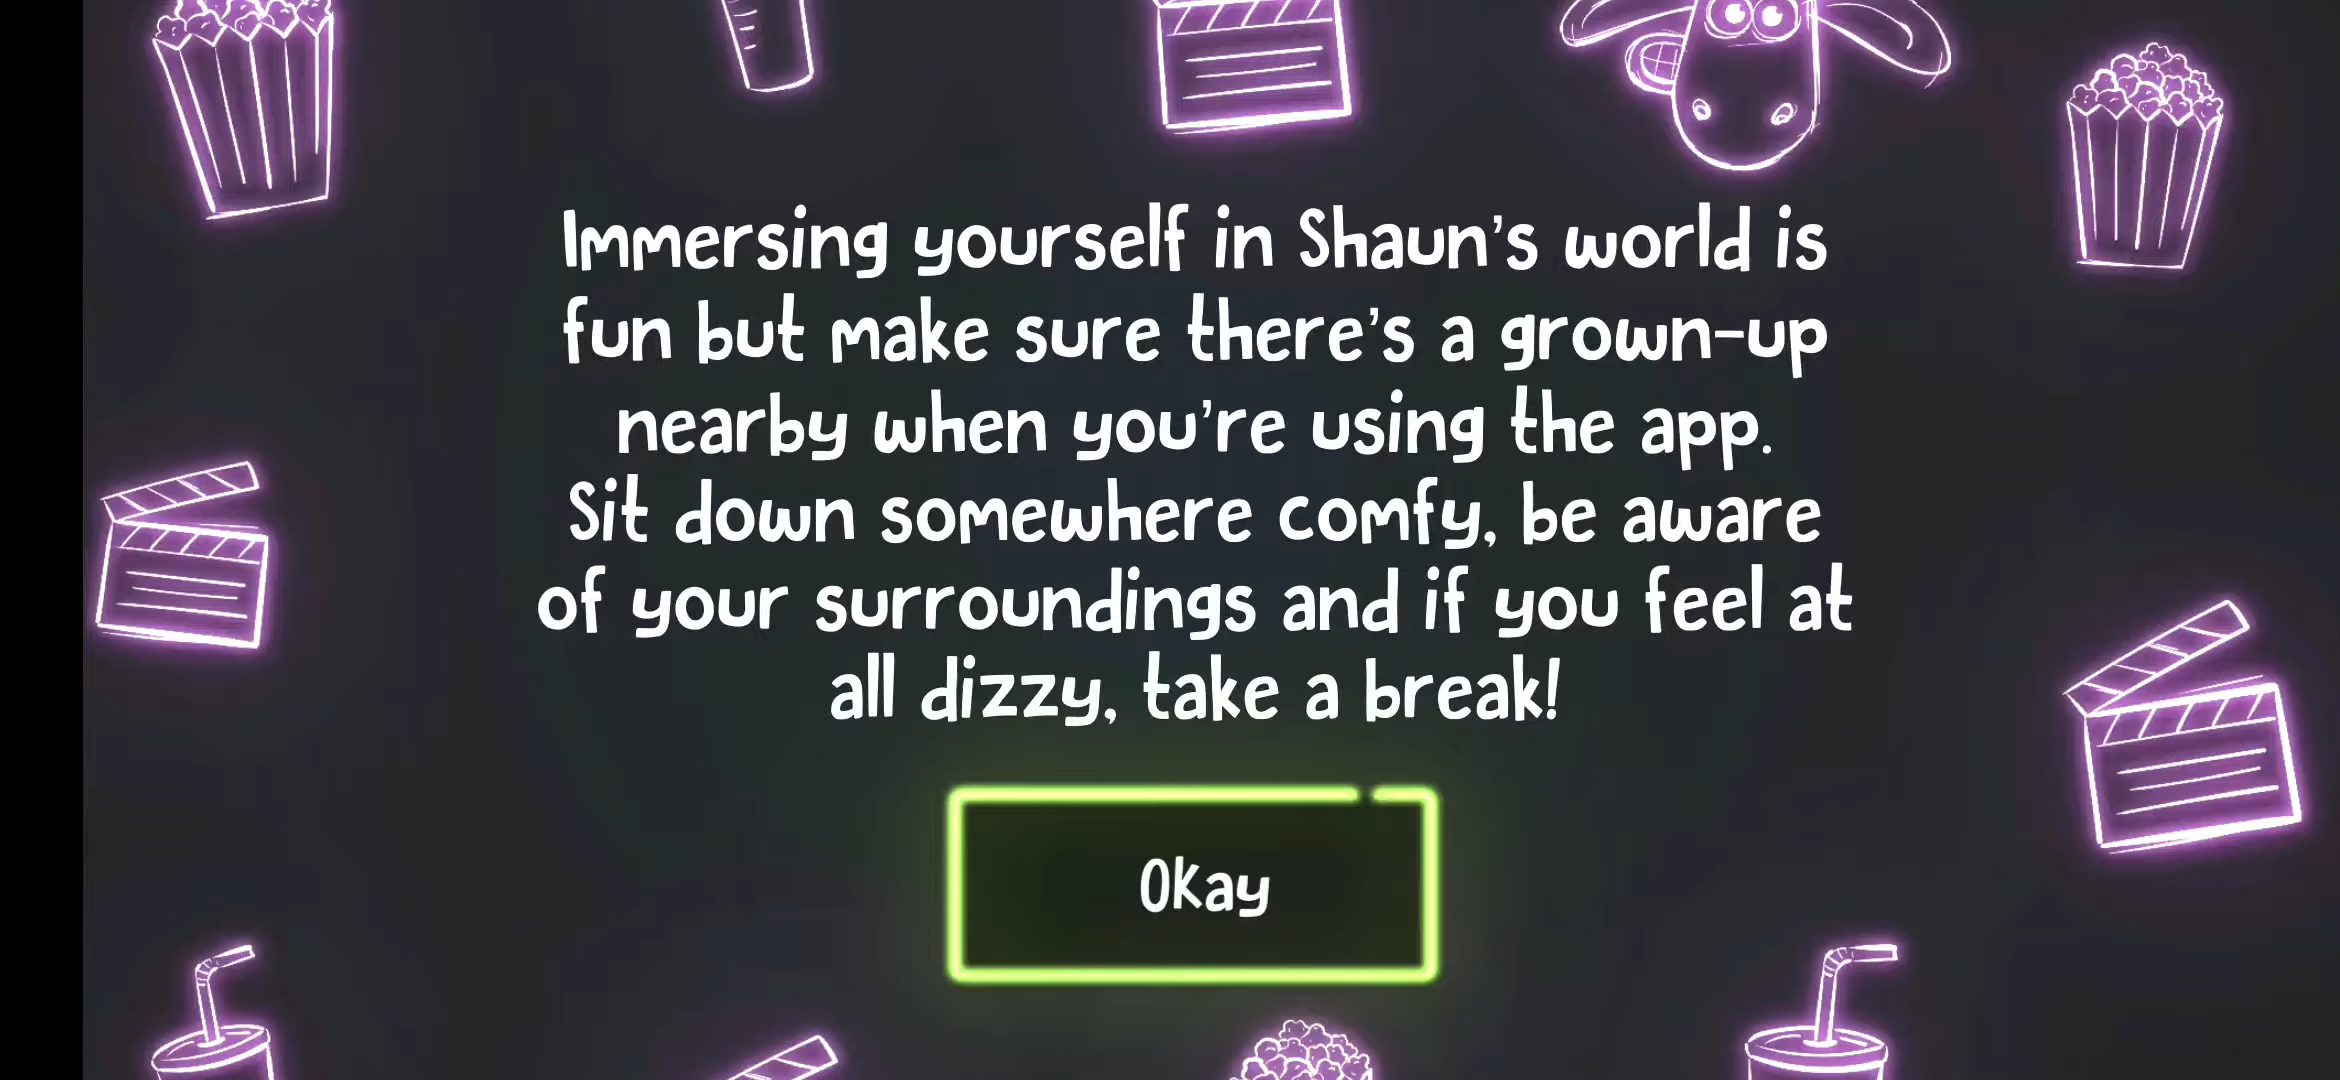 Immersing yourself in Shaun's world is
fun but make sure there's a grown-up
nearby when you're using the app.
Sit down somewhere comfy, be aware
of your surroundings and if you feel at
all dizzy, take a break!
Okay